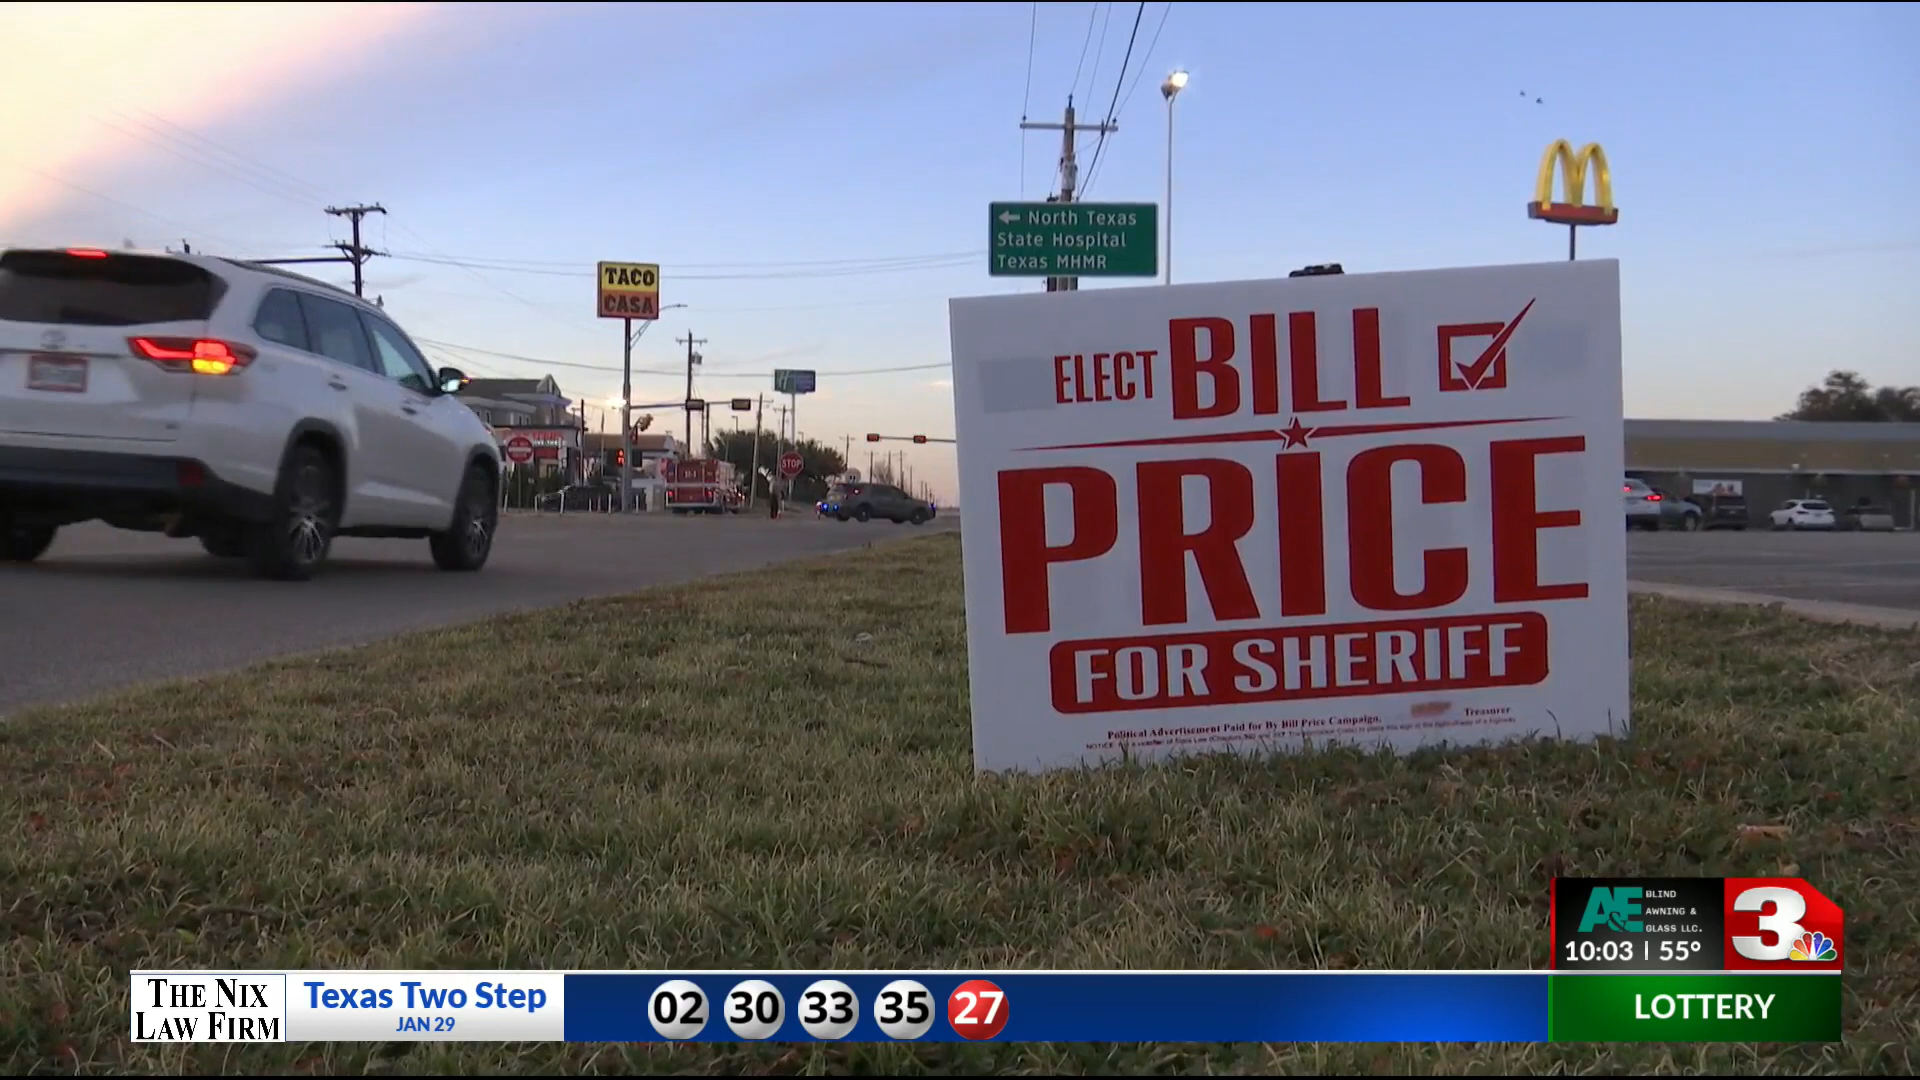 North Texas
State Hospital
Texas MHMR
TACO
CASA
STOP
ELECT BILL
PRICE
FOR SHERIFF
Political Advertisement Paid for By Bill Price Campaign, Treasurer
A&E BLIND
AWNING &
GLASS LLC.
10:03 | 55°
3
THE NIX
LAW FIRM
Texas Two Step
JAN 29
02 30 33 35 27
LOTTERY